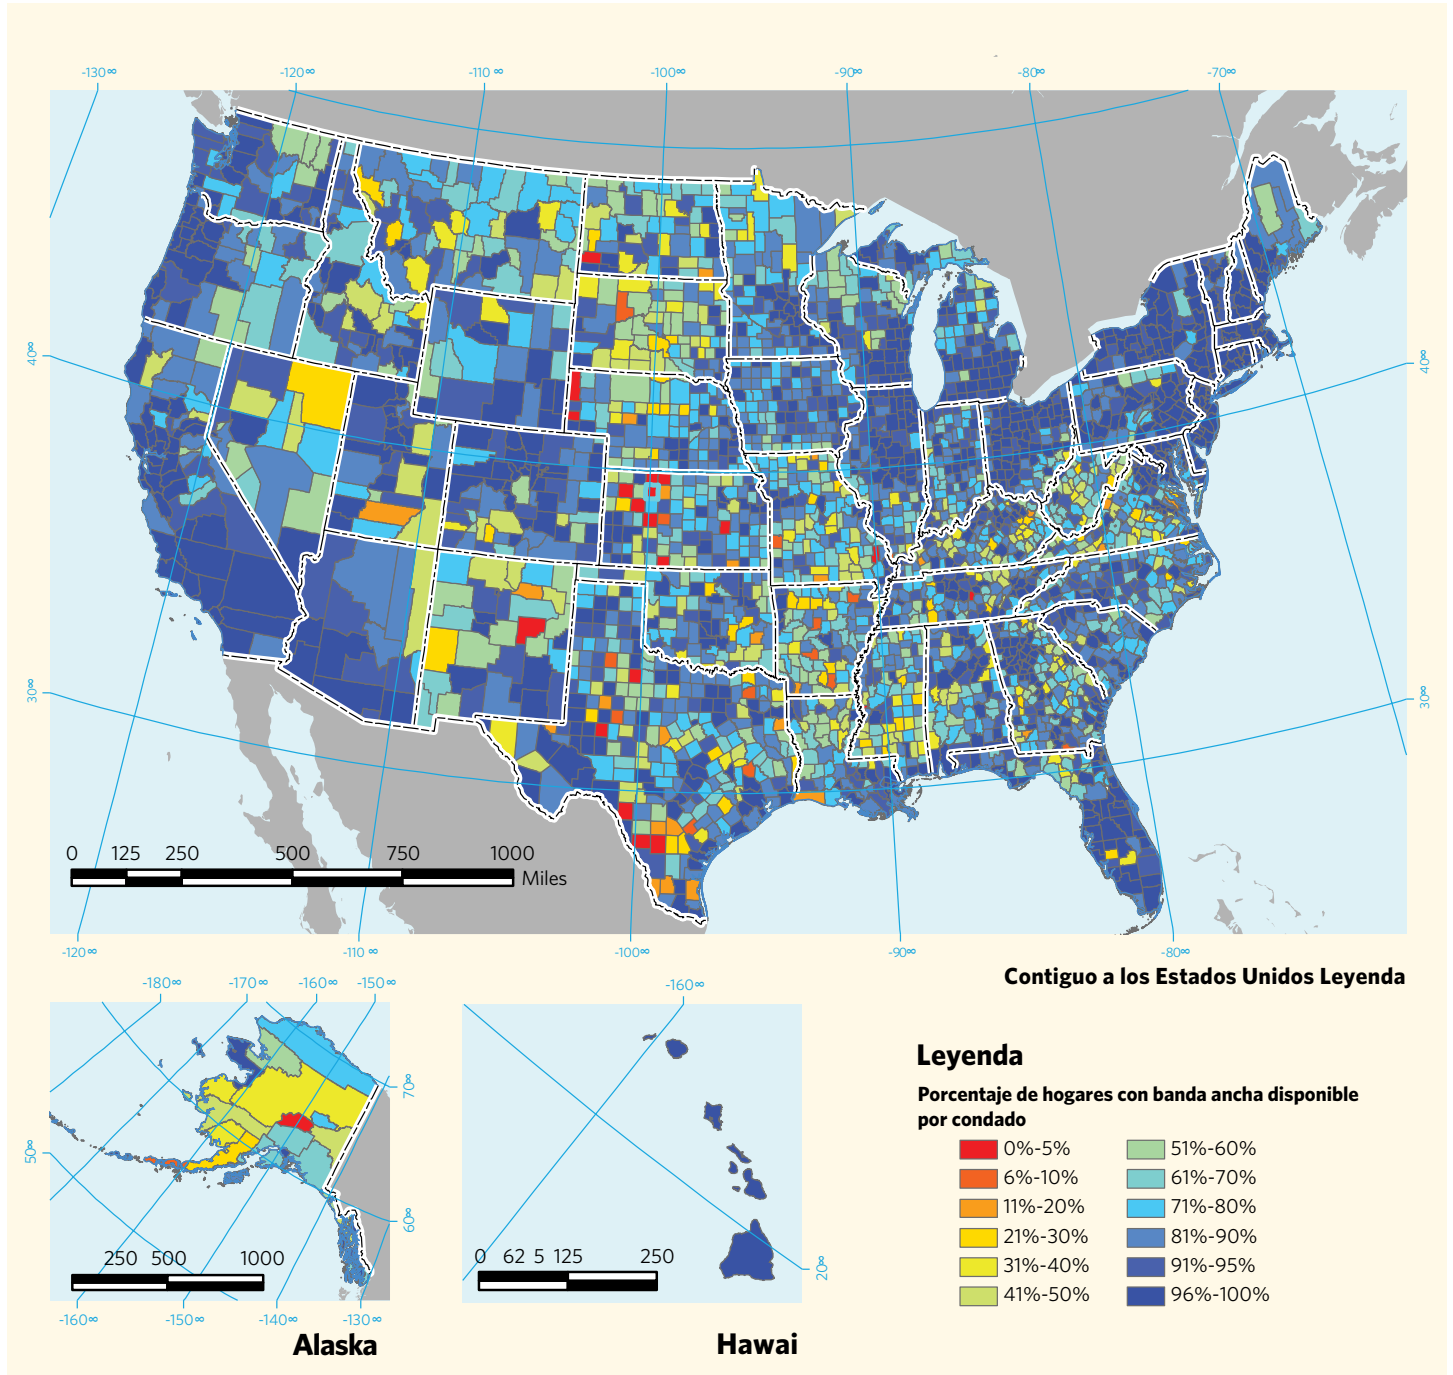 -130∞ -120∞ -110∞ -100∞ -90∞ -80∞ -70∞
40∞ 40∞
30∞ 30∞
0 125 250 500 750 1000
Miles
-120∞ -110∞ -100∞ -90∞ -80∞
Contiguo a los Estados Unidos Leyenda
-180∞ -170∞ -160∞ -150∞
70∞
50∞
60∞
250 500 1000
-160∞ -150∞ -140∞ -130∞
Alaska
-160∞
20∞
0 62 5 125 250
Hawai
Leyenda
Porcentaje de hogares con banda ancha disponible
por condado
0%-5%
6%-10%
11%-20%
21%-30%
31%-40%
41%-50%
51%-60%
61%-70%
71%-80%
81%-90%
91%-95%
96%-100%